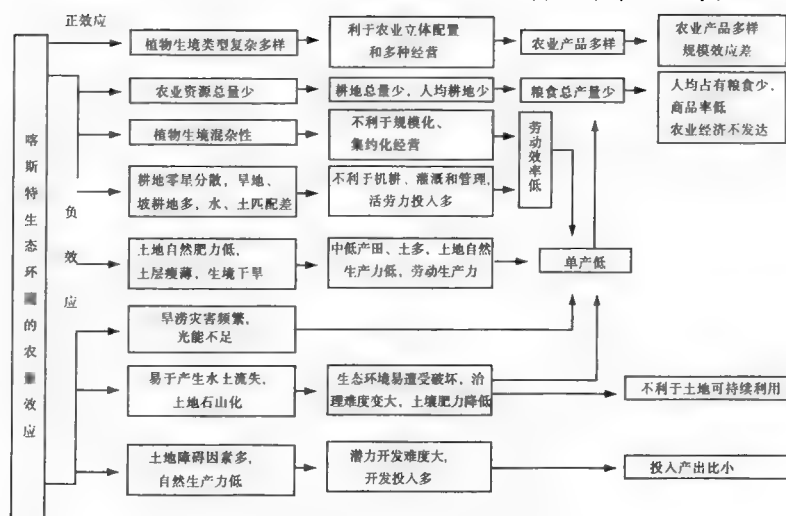 正效应
植物生境类型复杂多样
利于农业立体配置
和多种经营
农业产品多样
农业产品多样
规模效应差
农业资源总量少
耕地总量少，人均耕地少
粮食总产量少
人均占有粮食少、
商品率低
农业经济不发达
植物生境混杂性
不利于规模化、
集约化经营
劳动效率低
喀斯特生态环
的农
效应
负效应
耕地零星分散，旱地、
坡耕地多，水、土匹配差
不利于机耕、灌溉和管理，
活劳力投入多
土地自然肥力低，
土层瘦薄，生境干旱
中低产田、土多，土地自然
生产力低，劳动生产力
单产低
旱涝灾害频繁，
光能不足
易于产生水土流失，
土地石山化
生态环境易遭受破坏，治
理难度变大，土壤肥力降低
不利于土地可持续利用
土地障碍因素多，
自然生产力低
潜力开发难度大，
开发投入多
投入产出比小